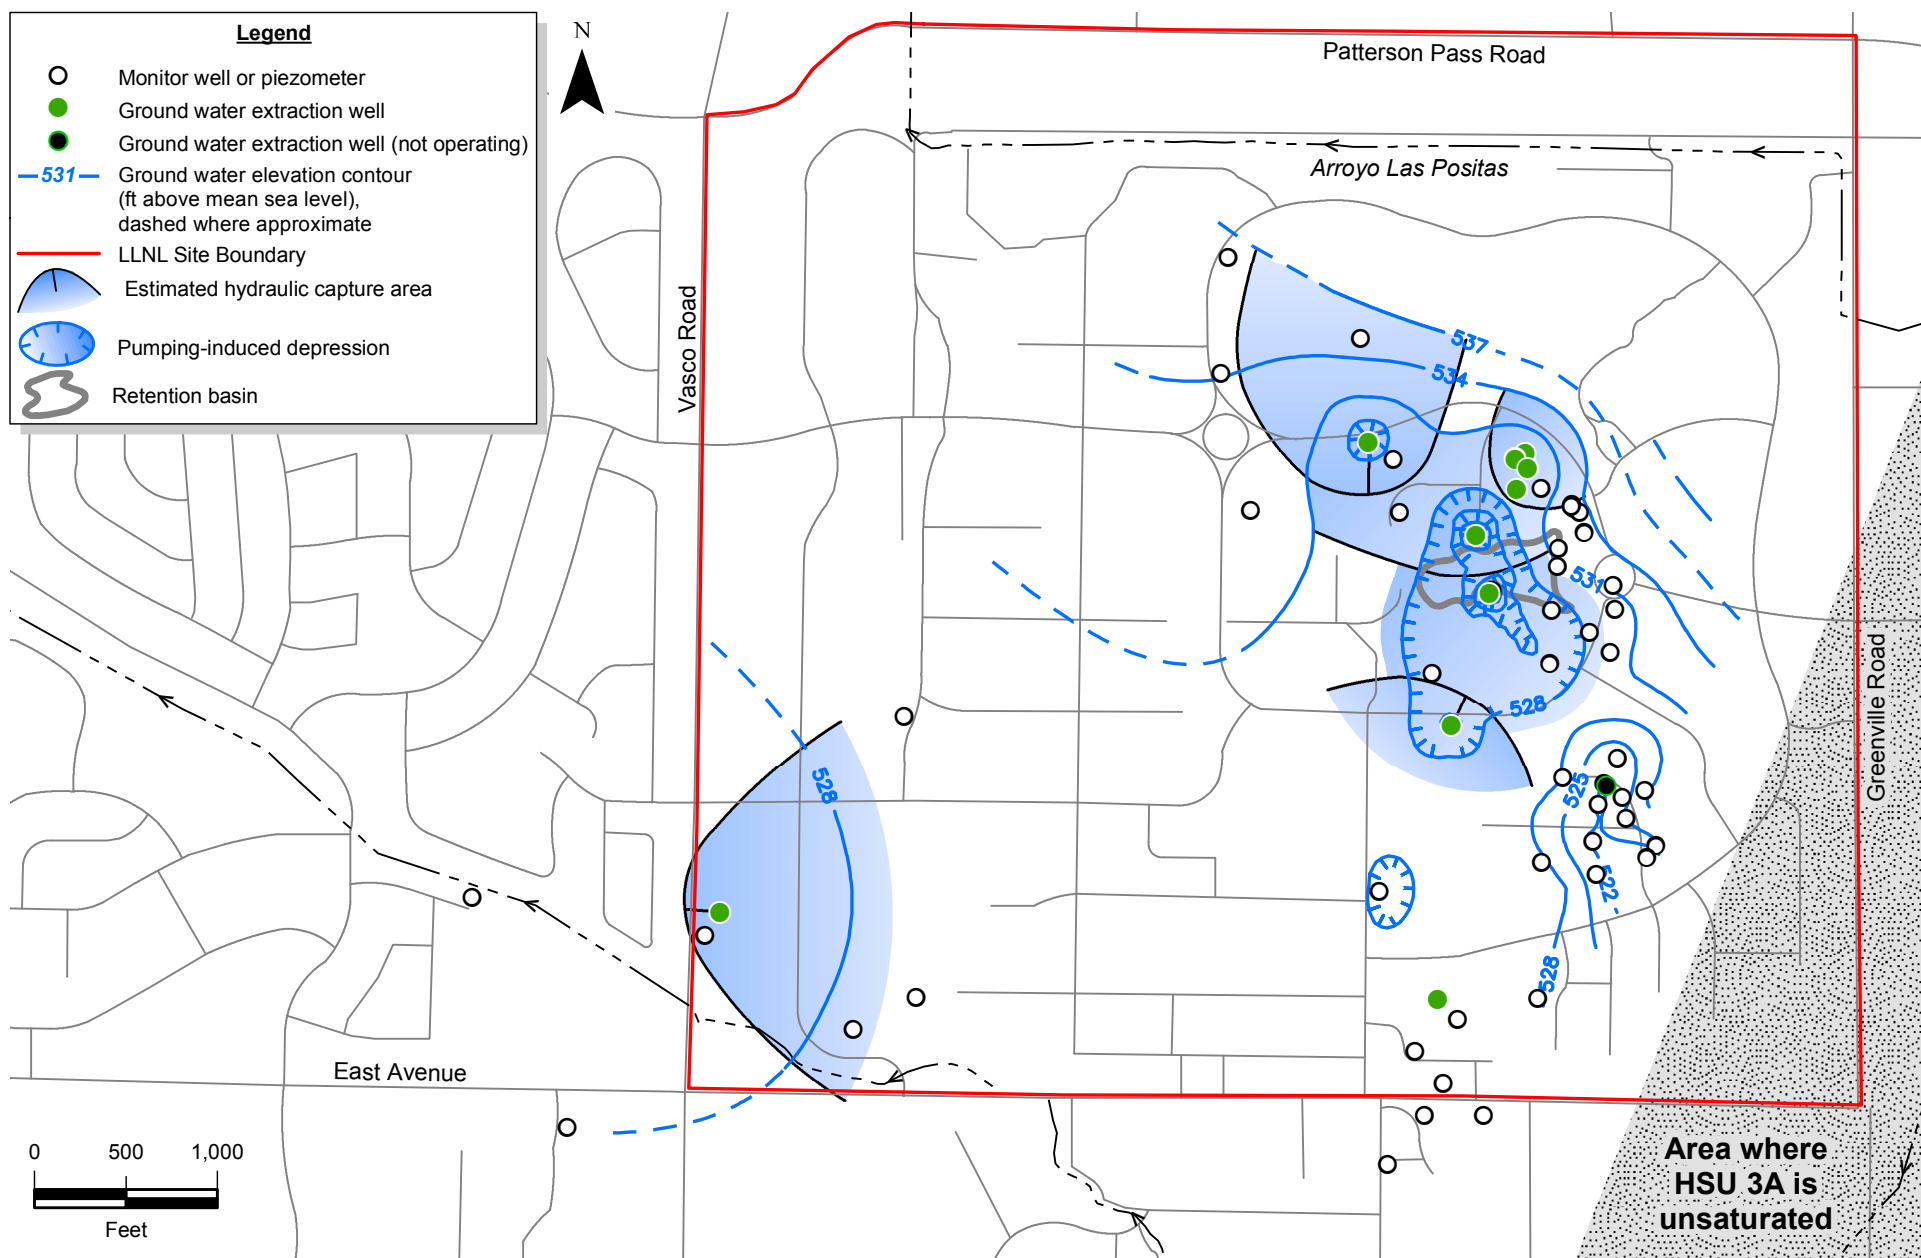 Legend
Monitor well or piezometer
Ground water extraction well
Ground water extraction well (not operating)
531
Ground water elevation contour
(ft above mean sea level),
dashed where approximate
LLNL Site Boundary
Estimated hydraulic capture area
Pumping-induced depression
Retention basin
N
Patterson Pass Road
Arroyo Las Positas
Vasco Road
537
534
531
528
528
525
522
528
Greenville Road
East Avenue
0 500 1,000
Feet
Area where
HSU 3A is
unsaturated